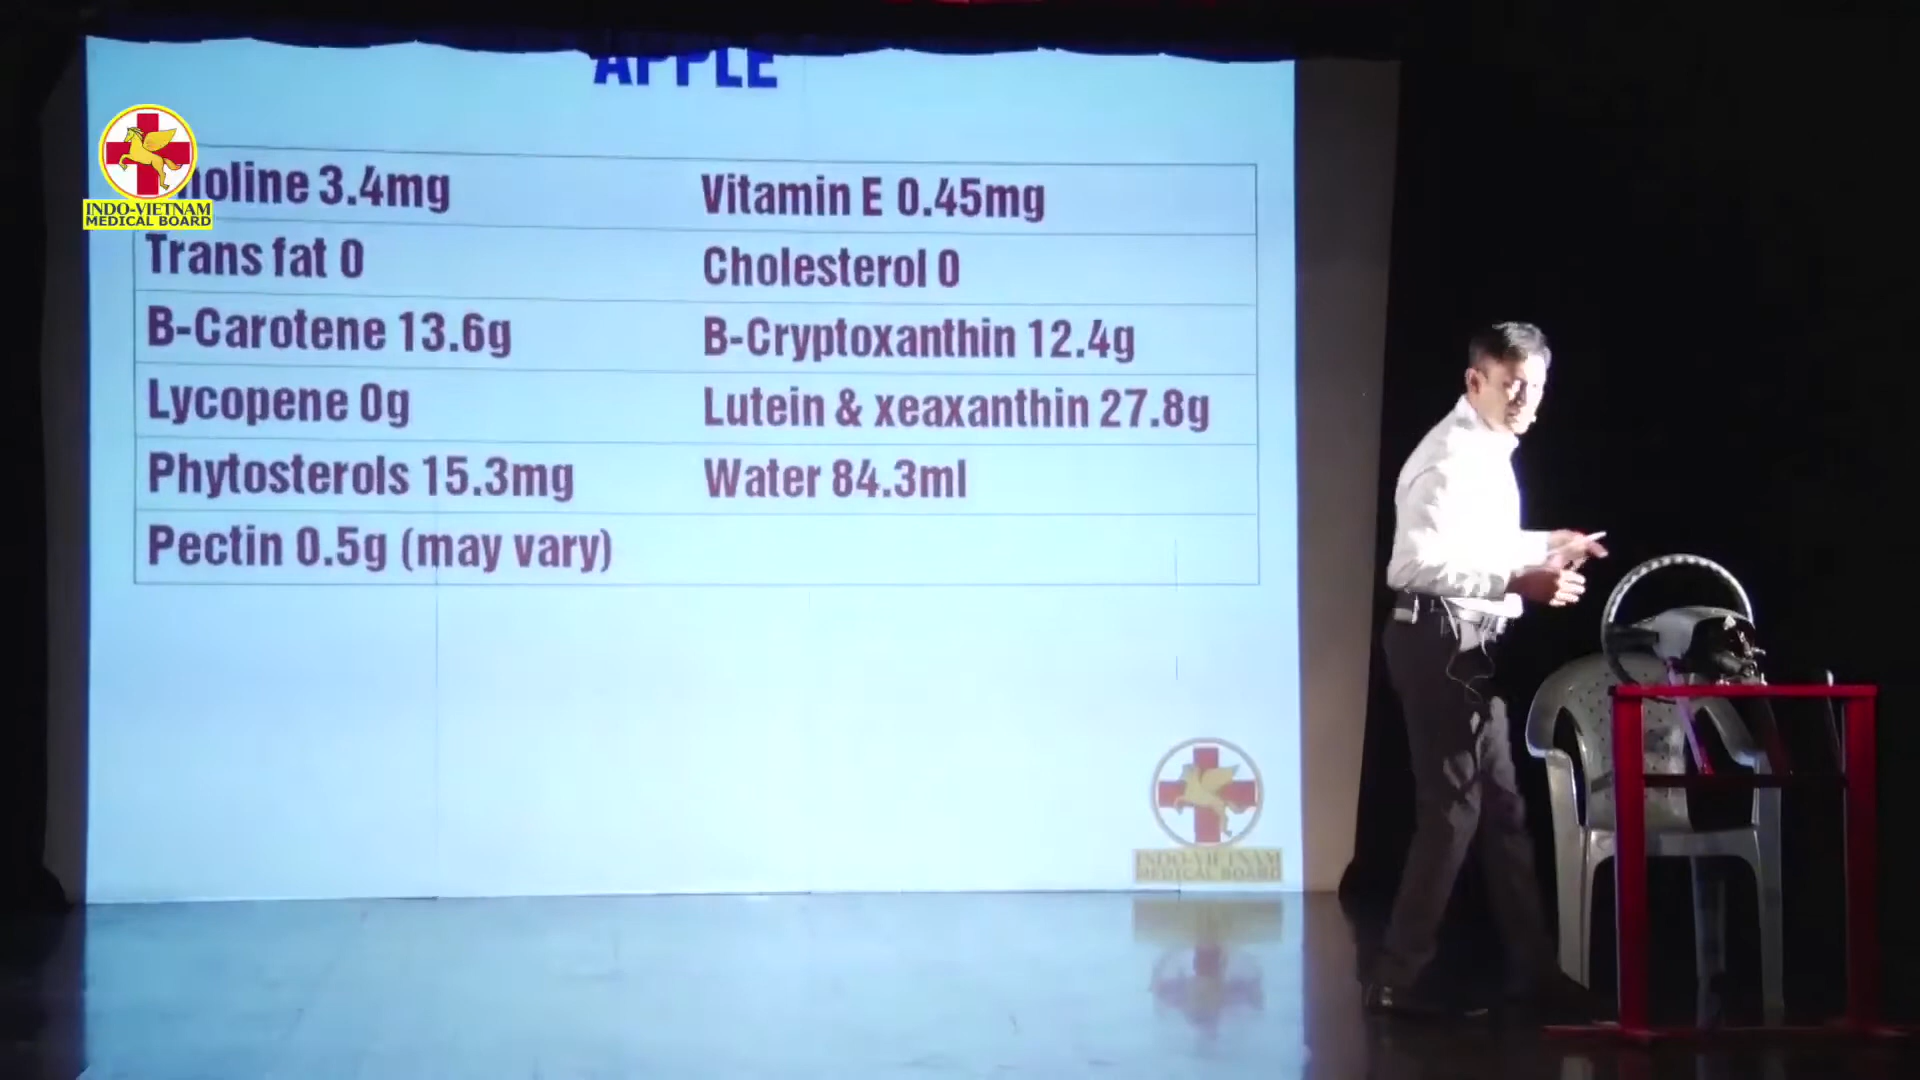 APPLE
INDO-VIETNAM
MEDICAL BOARD
oline 3.4mg
Vitamin E 0.45mg
Trans fat 0
Cholesterol 0
B-Carotene 13.6g
B-Cryptoxanthin 12.4g
Lycopene 0g
Lutein & xeaxanthin 27.8g
Phytosterols 15.3mg
Water 84.3ml
Pectin 0.5g (may vary)
INDO-VIETNAM
MEDICAL BOARD